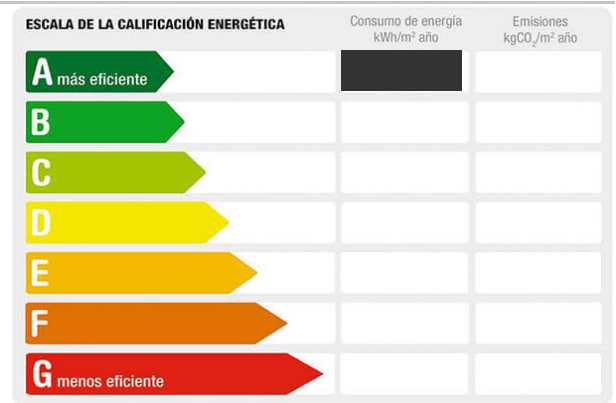 ESCALA DE LA CALIFICACIÓN ENERGÉTICA
Consumo de energía
kWh/m² año
Emisiones
kgCO₂/m² año
A más eficiente
B
C
D
E
F
G menos eficiente